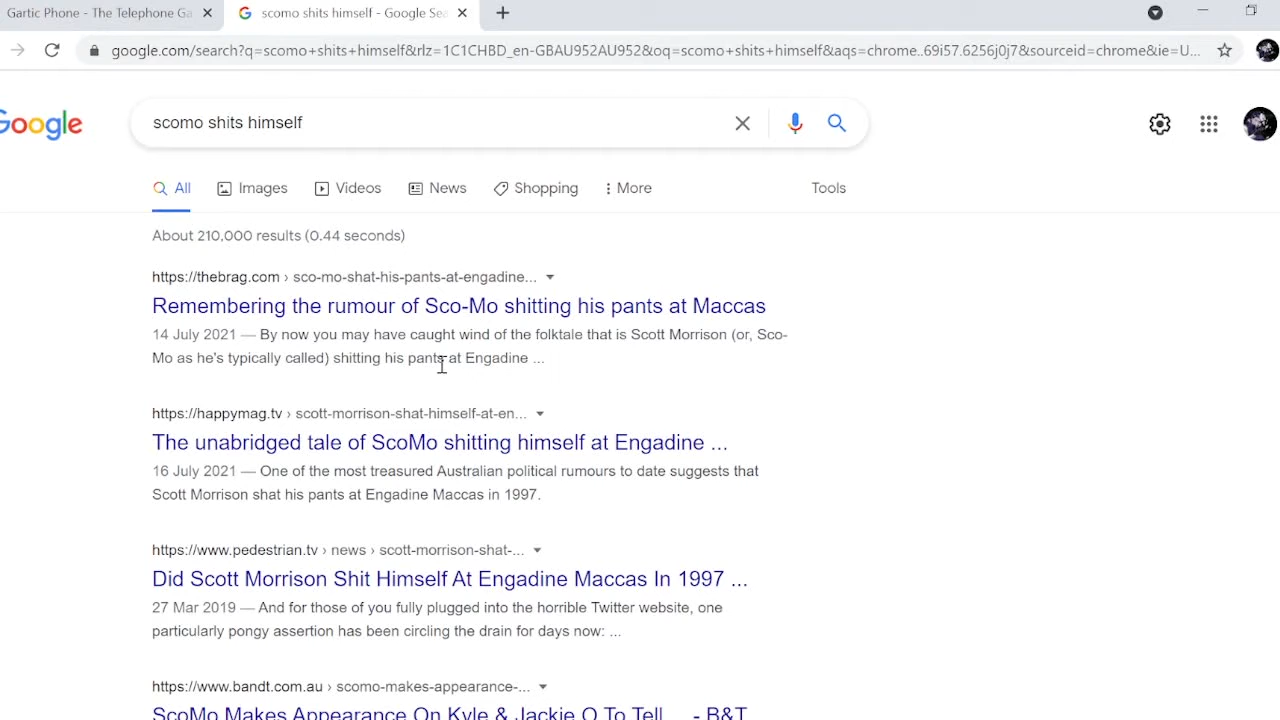 Gartic Phone - The Telephone Ga
scomo shits himself - Google Sea
google.com/search?q=scomo+shits+himself&rlz=1C1CHBD_en-GBAU952AU952&oq=scomo+shits+himself&aqs=chrome..69i57.6256j0j7&sourceid=chrome&ie=U...
Google
scomo shits himself
All Images Videos News Shopping More Tools
About 210,000 results (0.44 seconds)
https://thebrag.com › sco-mo-shat-his-pants-at-engadine...
Remembering the rumour of Sco-Mo shitting his pants at Maccas
14 July 2021 — By now you may have caught wind of the folktale that is Scott Morrison (or, Sco-
Mo as he's typically called) shitting his pants at Engadine ...
https://happymag.tv › scott-morrison-shat-himself-at-en...
The unabridged tale of ScoMo shitting himself at Engadine ...
16 July 2021 — One of the most treasured Australian political rumours to date suggests that
Scott Morrison shat his pants at Engadine Maccas in 1997.
https://www.pedestrian.tv › news › scott-morrison-shat-...
Did Scott Morrison Shit Himself At Engadine Maccas In 1997 ...
27 Mar 2019 — And for those of you fully plugged into the horrible Twitter website, one
particularly pongy assertion has been circling the drain for days now: ...
https://www.bandt.com.au › scomo-makes-appearance-...
ScoMo Makes Appearance On Kyle & Jackie O To Tell ... - B&T